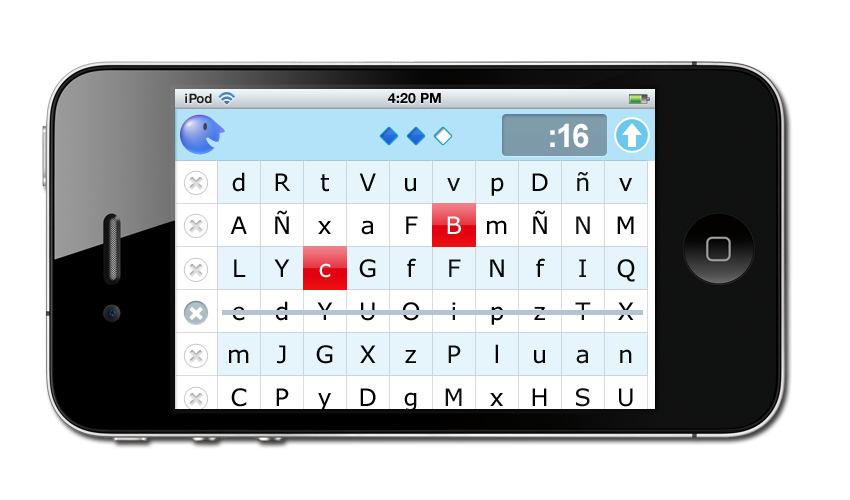 iPod 4:20 PM
:16
d R t V u v p D ñ v
A Ñ x a F B m Ñ N M
L Y c G f F N f I Q
e d Y U O i p z T X
m J G X z P l u a n
C P y D g M x H S U